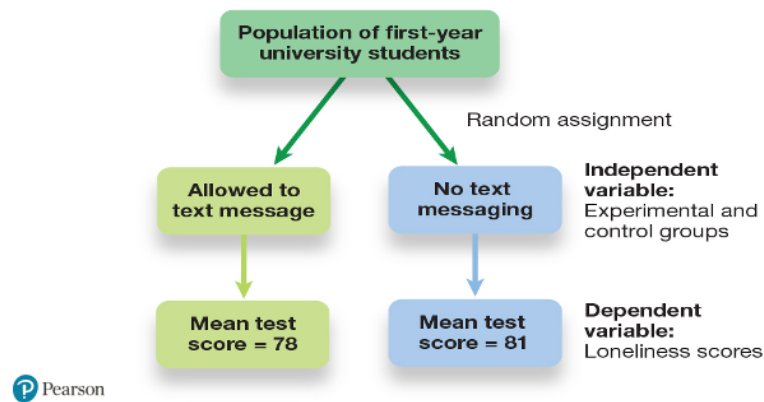 Population of first-year
university students
Random assignment
Allowed to
text message
No text
messaging
Independent
variable:
Experimental and
control groups
Mean test
score = 78
Mean test
score = 81
Dependent
variable:
Loneliness scores
P Pearson